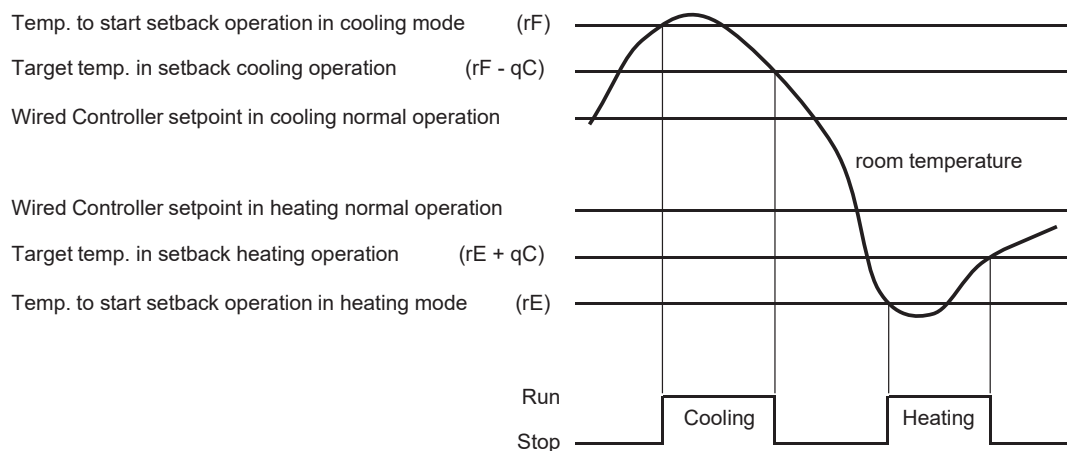 Temp. to start setback operation in cooling mode (rF)
Target temp. in setback cooling operation (rF - qC)
Wired Controller setpoint in cooling normal operation
room temperature
Wired Controller setpoint in heating normal operation
Target temp. in setback heating operation (rE + qC)
Temp. to start setback operation in heating mode (rE)
Run
Cooling
Heating
Stop